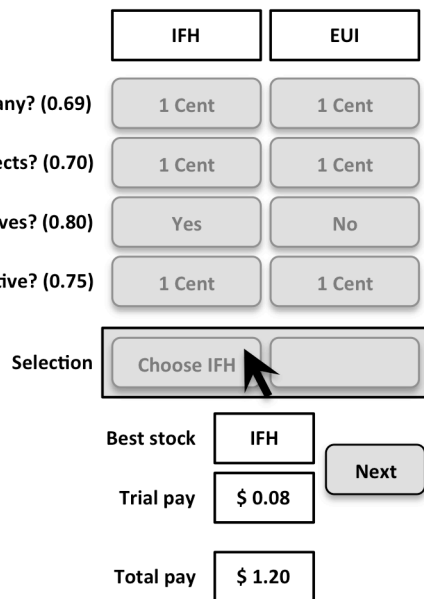 IFH EUI
any? (0.69) 1 Cent 1 Cent
ects? (0.70) 1 Cent 1 Cent
ves? (0.80) Yes No
tive? (0.75) 1 Cent 1 Cent
Selection Choose IFH
Best stock IFH
Next
Trial pay $ 0.08
Total pay $ 1.20